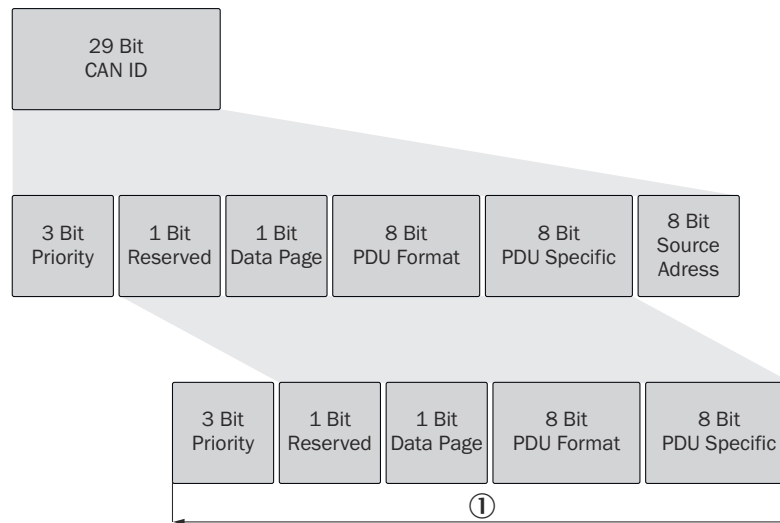 29 Bit
CAN ID
3 Bit
Priority
1 Bit
Reserved
1 Bit
Data Page
8 Bit
PDU Format
8 Bit
PDU Specific
8 Bit
Source
Adress
3 Bit
Priority
1 Bit
Reserved
1 Bit
Data Page
8 Bit
PDU Format
8 Bit
PDU Specific
①